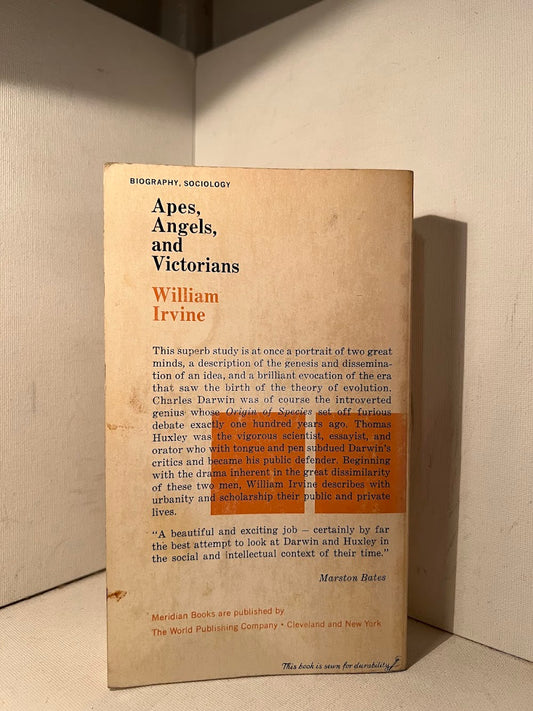 BIOGRAPHY, SOCIOLOGY
Apes,
Angels,
and
Victorians
William
Irvine
This superb study is at once a portrait of two great
minds, a description of the genesis and dissemina-
tion of an idea, and a brilliant evocation of the era
that saw the birth of the theory of evolution.
Charles Darwin was of course the introverted
genius whose Origin of Species set off furious
debate exactly one hundred years ago. Thomas
Huxley was the vigorous scientist, essayist, and
orator who with tongue and pen subdued Darwin's
critics and became his public defender. Beginning
with the drama inherent in the great dissimilarity
of these two men, William Irvine describes with
urbanity and scholarship their public and private
lives.
"A beautiful and exciting job – certainly by far
the best attempt to look at Darwin and Huxley in
the social and intellectual context of their time."
Marston Bates
Meridian Books are published by
The World Publishing Company • Cleveland and New York
This book is sewn for durability